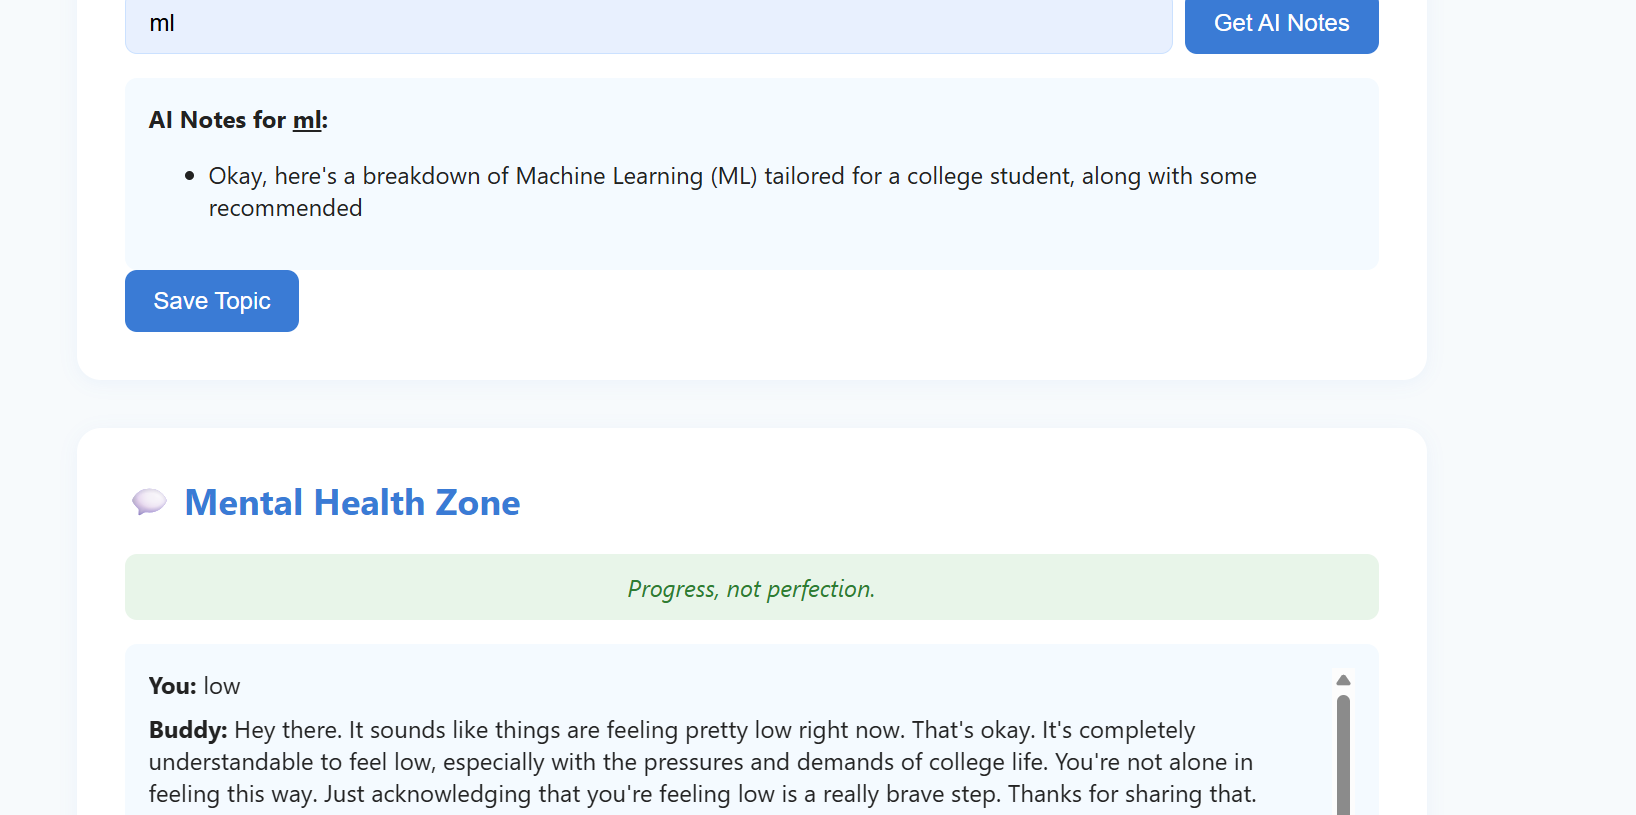 ml
Get AI Notes
AI Notes for ml:
Okay, here's a breakdown of Machine Learning (ML) tailored for a college student, along with some
recommended
Save Topic
Mental Health Zone
Progress, not perfection.
You: low
Buddy: Hey there. It sounds like things are feeling pretty low right now. That's okay. It's completely
understandable to feel low, especially with the pressures and demands of college life. You're not alone in
feeling this way. Just acknowledging that you're feeling low is a really brave step. Thanks for sharing that.